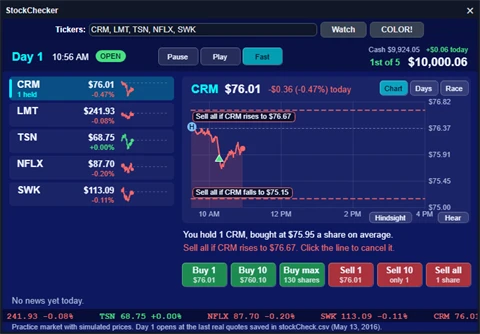 StockChecker
Tickers: CRM, LMT, TSN, NFLX, SWK Watch COLOR!
Day 1 10:56 AM OPEN Pause Play Fast
Cash $9,924.05 +$0.06 today
1st of 5 $10,000.06
CRM $76.01
1 held -0.47%
LMT $241.93
-0.08%
TSN $68.75
+0.00%
NFLX $87.70
-0.20%
SWK $113.09
-0.11%
CRM $76.01 -$0.36 (-0.47%) today Chart Days Race
$76.82
Sell all if CRM rises to $76.67
H
$76.37
$75.91
$75.45
Sell all if CRM falls to $75.15
$75.00
10 AM 12 PM 2 PM 4 PM
Hindsight Hear
You hold 1 CRM, bought at $75.95 a share on average.
Sell all if CRM rises to $76.67. Click the line to cancel it.
Buy 1 Buy 10 Buy max Sell 1 Sell 10 Sell all
$76.01 $760.10 130 shares $76.01 only 1 1 share
No news yet today.
241.93 -0.08% TSN 68.75 +0.00% NFLX 87.70 -0.20% SWK 113.09 -0.11% CRM 76.01
Practice market with simulated prices. Day 1 opens at the last real quotes saved in stockCheck.csv (May 13, 2016).